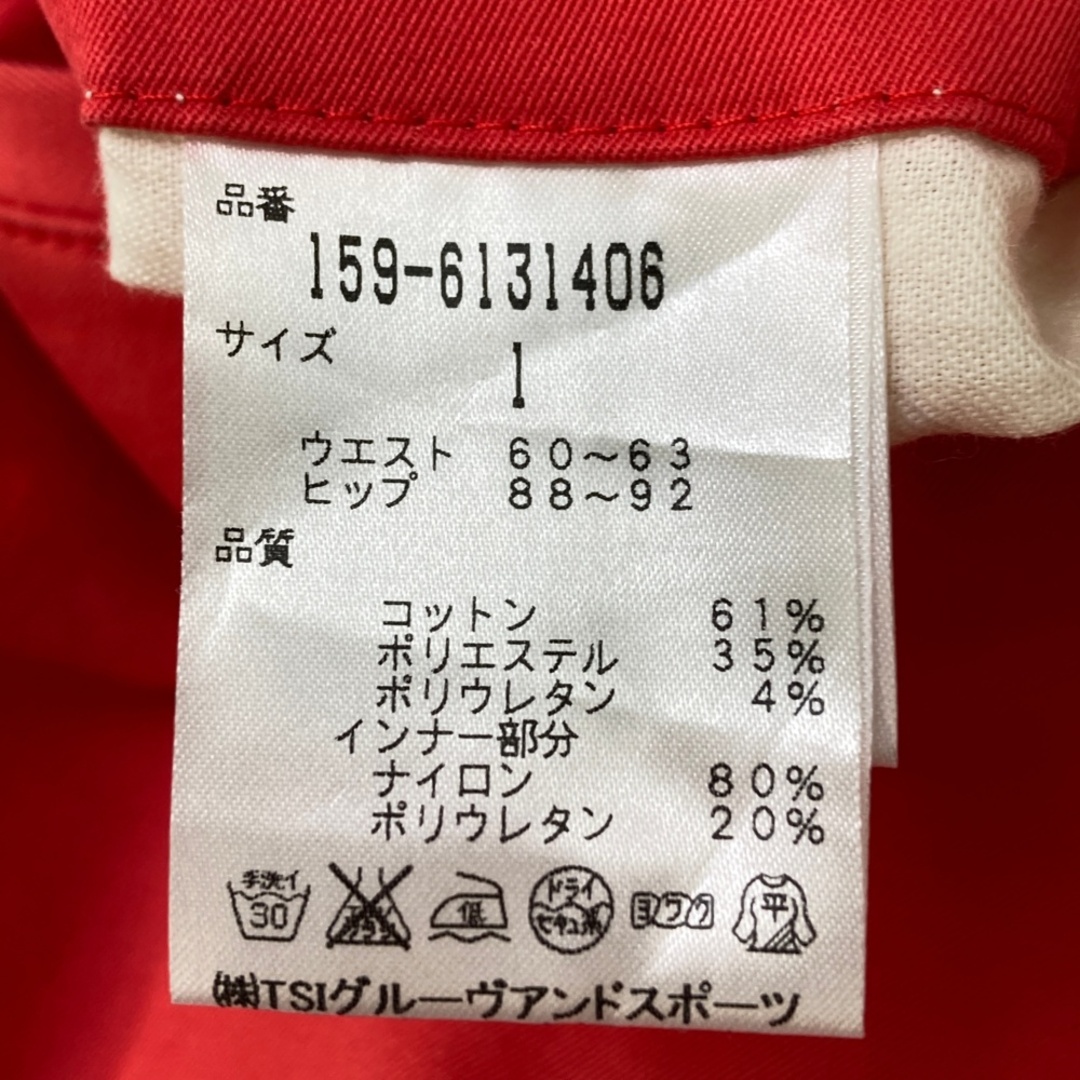 品番
159-6131406
サイズ
1
ウエスト 60～63
ヒップ 88～92
品質
コットン 61%
ポリエステル 35%
ポリウレタン 4%
インナー部分
ナイロン 80%
ポリウレタン 20%
手洗イ 30 低 ドライ セキユ系 ヨワク 平
㈱TSIグルーヴアンドスポーツ